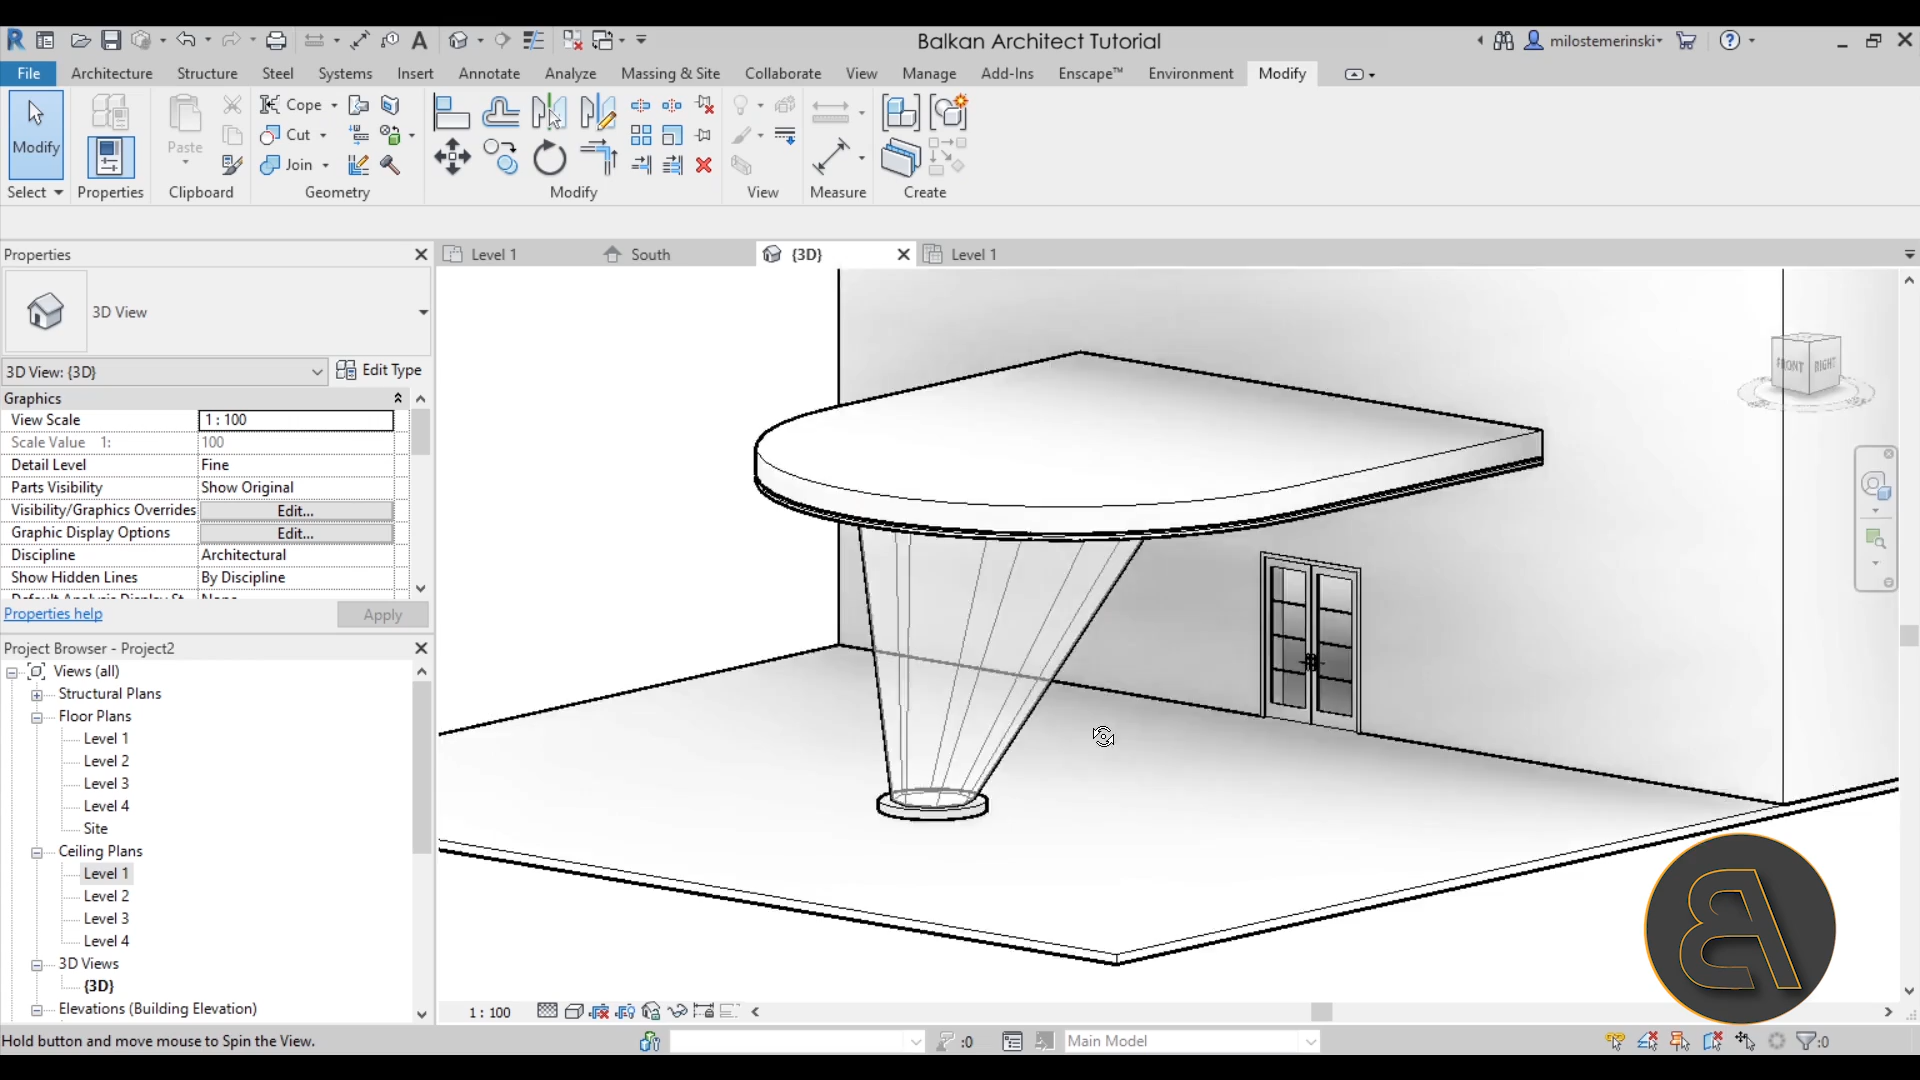 Balkan Architect Tutorial
milostemerinski
File Architecture Structure Steel Systems Insert Annotate Analyze Massing & Site Collaborate View Manage Add-Ins Enscape™ Environment Modify
Modify
Paste
Cope
Cut
Join
Select Properties Clipboard Geometry Modify View Measure Create
Properties
Level 1
South
{3D}
Level 1
3D View
3D View: {3D}
Edit Type
Graphics
View Scale 1 : 100
Scale Value 1: 100
Detail Level Fine
Parts Visibility Show Original
Visibility/Graphics Overrides Edit...
Graphic Display Options Edit...
Discipline Architectural
Show Hidden Lines By Discipline
Properties help
Apply
FRONT RIGHT
Project Browser - Project2
Views (all)
Structural Plans
Floor Plans
Level 1
Level 2
Level 3
Level 4
Site
Ceiling Plans
Level 1
Level 2
Level 3
Level 4
3D Views
{3D}
Elevations (Building Elevation)
1 : 100
Hold button and move mouse to Spin the View.
:0
Main Model
:0